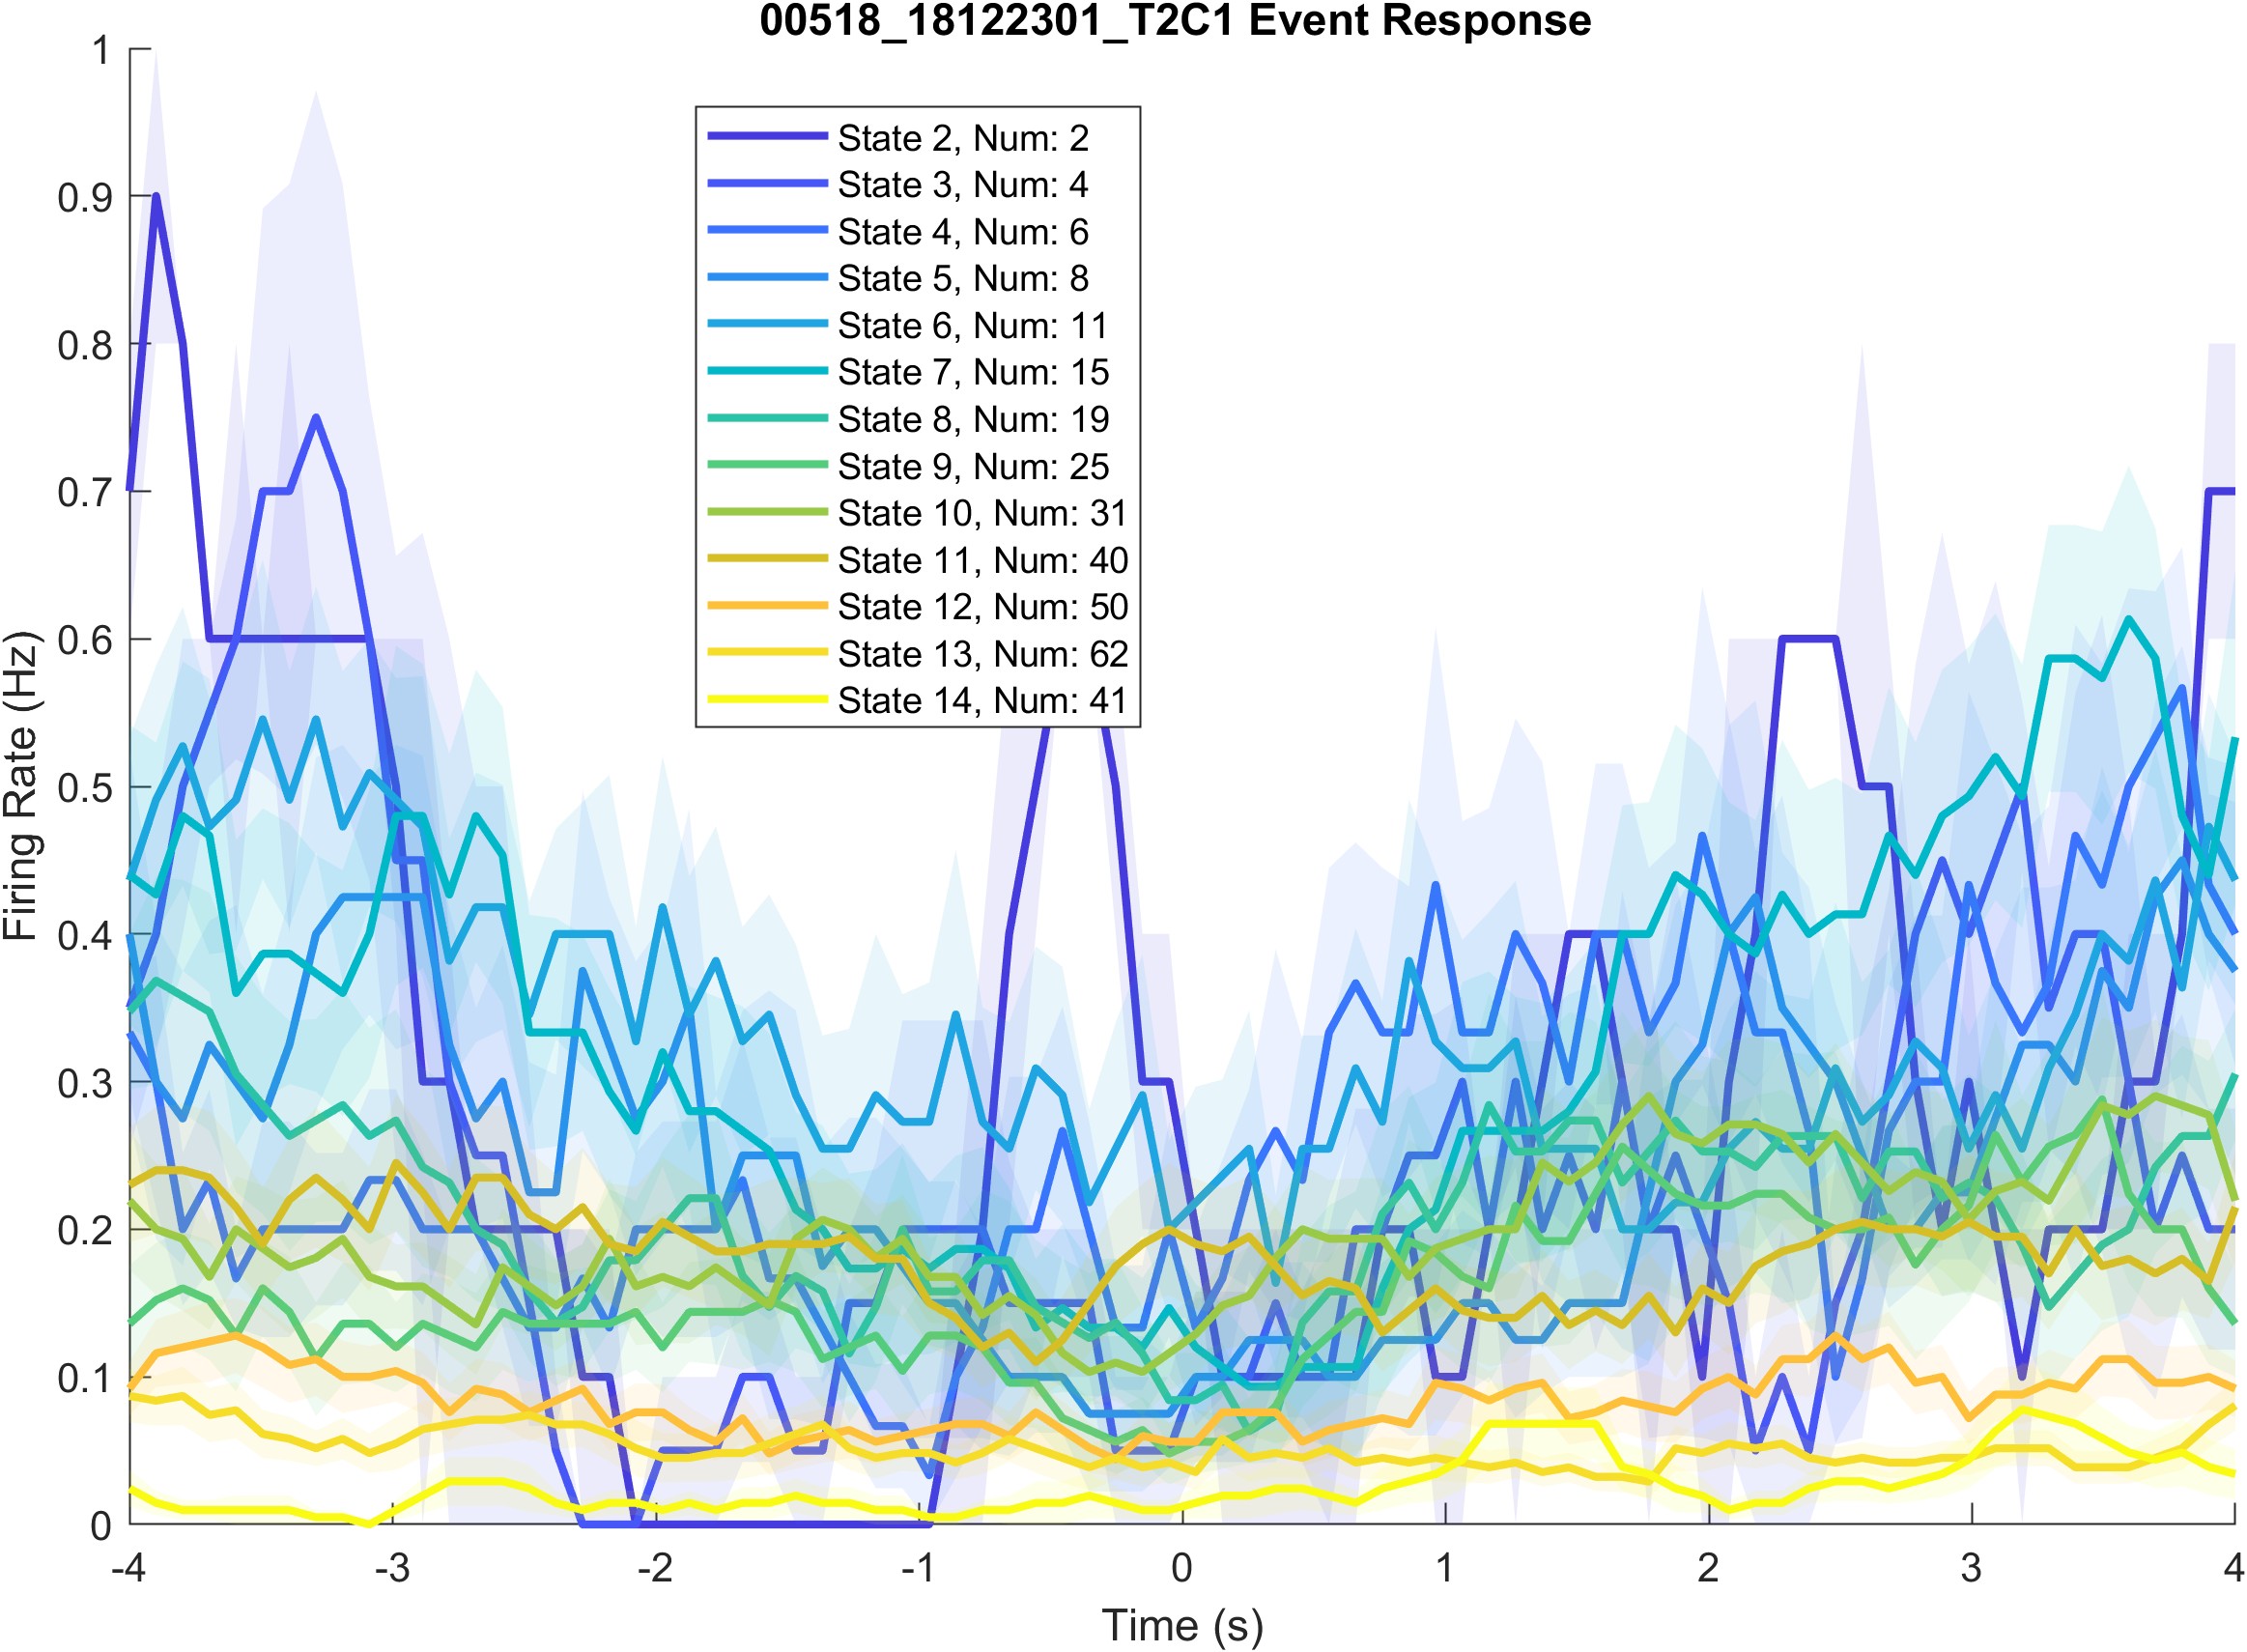 00518_18122301_T2C1 Event Response
1
0.9
0.8
0.7
0.6
0.5
0.4
0.3
0.2
0.1
0
Firing Rate (Hz)
State 2, Num: 2
State 3, Num: 4
State 4, Num: 6
State 5, Num: 8
State 6, Num: 11
State 7, Num: 15
State 8, Num: 19
State 9, Num: 25
State 10, Num: 31
State 11, Num: 40
State 12, Num: 50
State 13, Num: 62
State 14, Num: 41
-4 -3 -2 -1 0 1 2 3 4
Time (s)